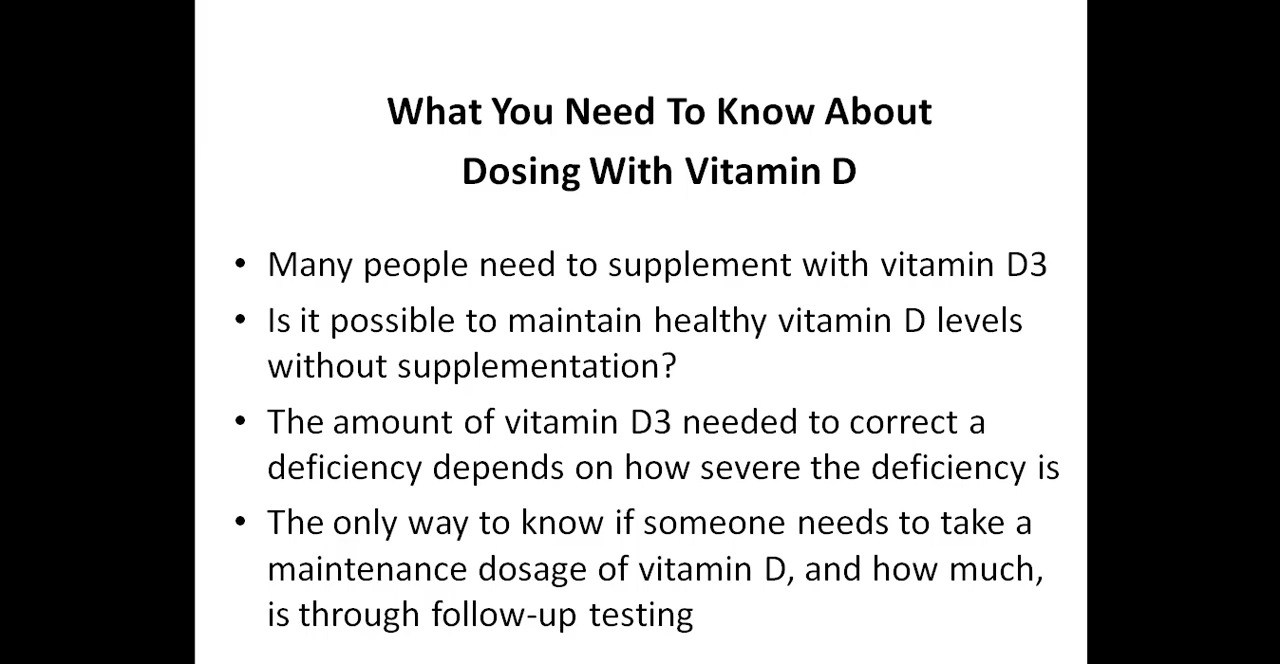 What You Need To Know About
Dosing With Vitamin D
• Many people need to supplement with vitamin D3
• Is it possible to maintain healthy vitamin D levels
without supplementation?
• The amount of vitamin D3 needed to correct a
deficiency depends on how severe the deficiency is
• The only way to know if someone needs to take a
maintenance dosage of vitamin D, and how much,
is through follow-up testing